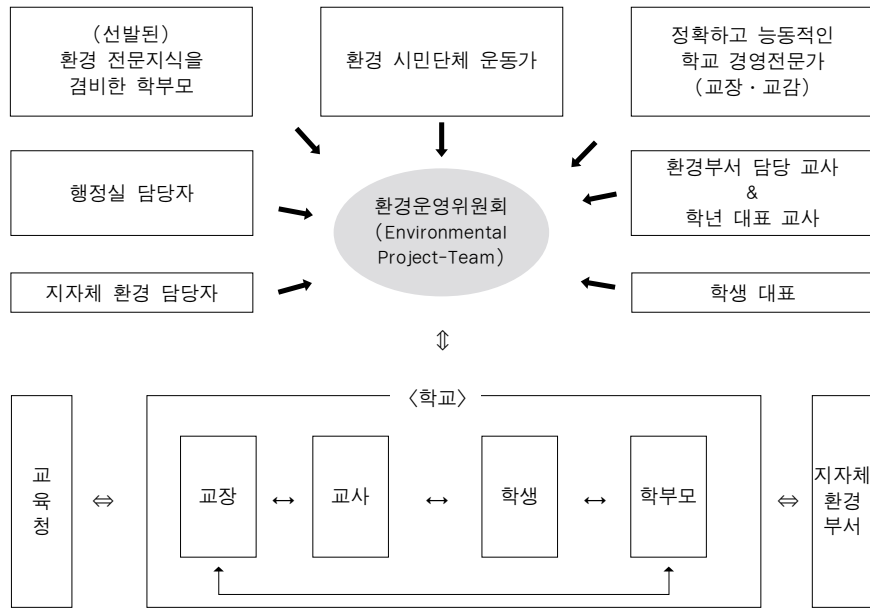 (선발된)
환경 전문지식을
겸비한 학부모
환경 시민단체 운동가
정확하고 능동적인
학교 경영전문가
(교장 · 교감)
행정실 담당자
환경운영위원회
(Environmental
Project-Team)
환경부서 담당 교사
&
학년 대표 교사
지자체 환경 담당자
학생 대표
〈학교〉
교
육
청
교장
교사
학생
학부모
지자체
환경
부서